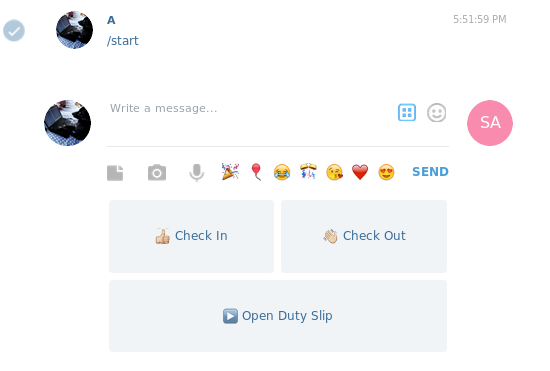 A
5:51:59 PM
/start
Write a message...
SA
SEND
👍🏻 Check In
👏🏻 Check Out
▶️ Open Duty Slip